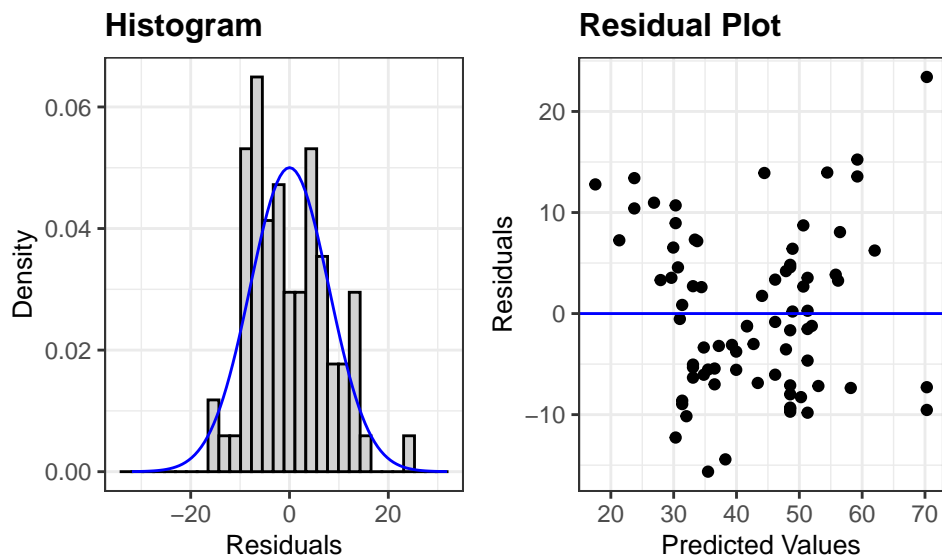 Histogram
0.06
0.04
0.02
0.00
Density
−20
0
20
Residuals
Residual Plot
20
10
0
−10
Residuals
20
30
40
50
60
70
Predicted Values